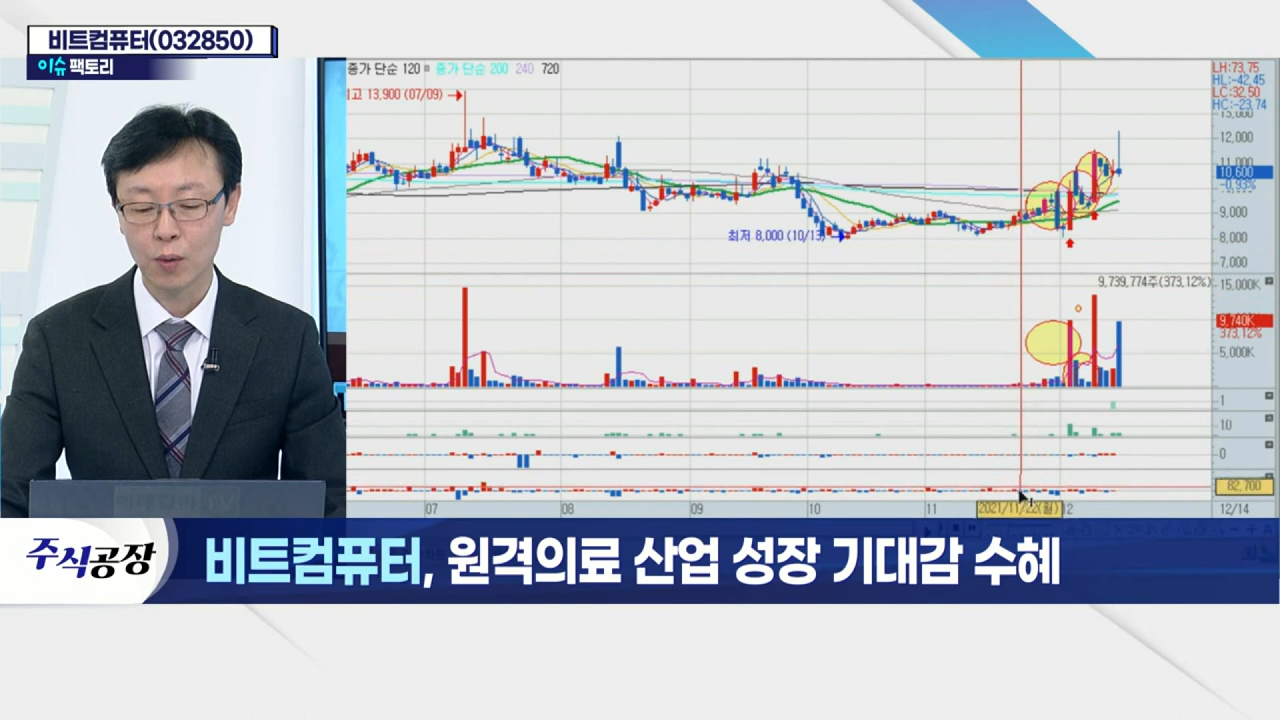 비트컴퓨터(032850)
이슈 팩토리
종가 단순 120 종가 단순 200 240 720
최고 13,900 (07/09)
LH:73,75
HL:-42,45
LC:32,50
HC:-23,74
13,000
12,000
11,000
10,600
-0,93%
9,000
8,000
7,000
최저 8,000 (10/13)
9,739,774주(373,12%)
15,000K
9,740K
373,12%
5,000K
1
10
0
82,700
07 08 09 10 11 2021/11/22(월) 12 12/14
주식공장
비트컴퓨터, 원격의료 산업 성장 기대감 수혜